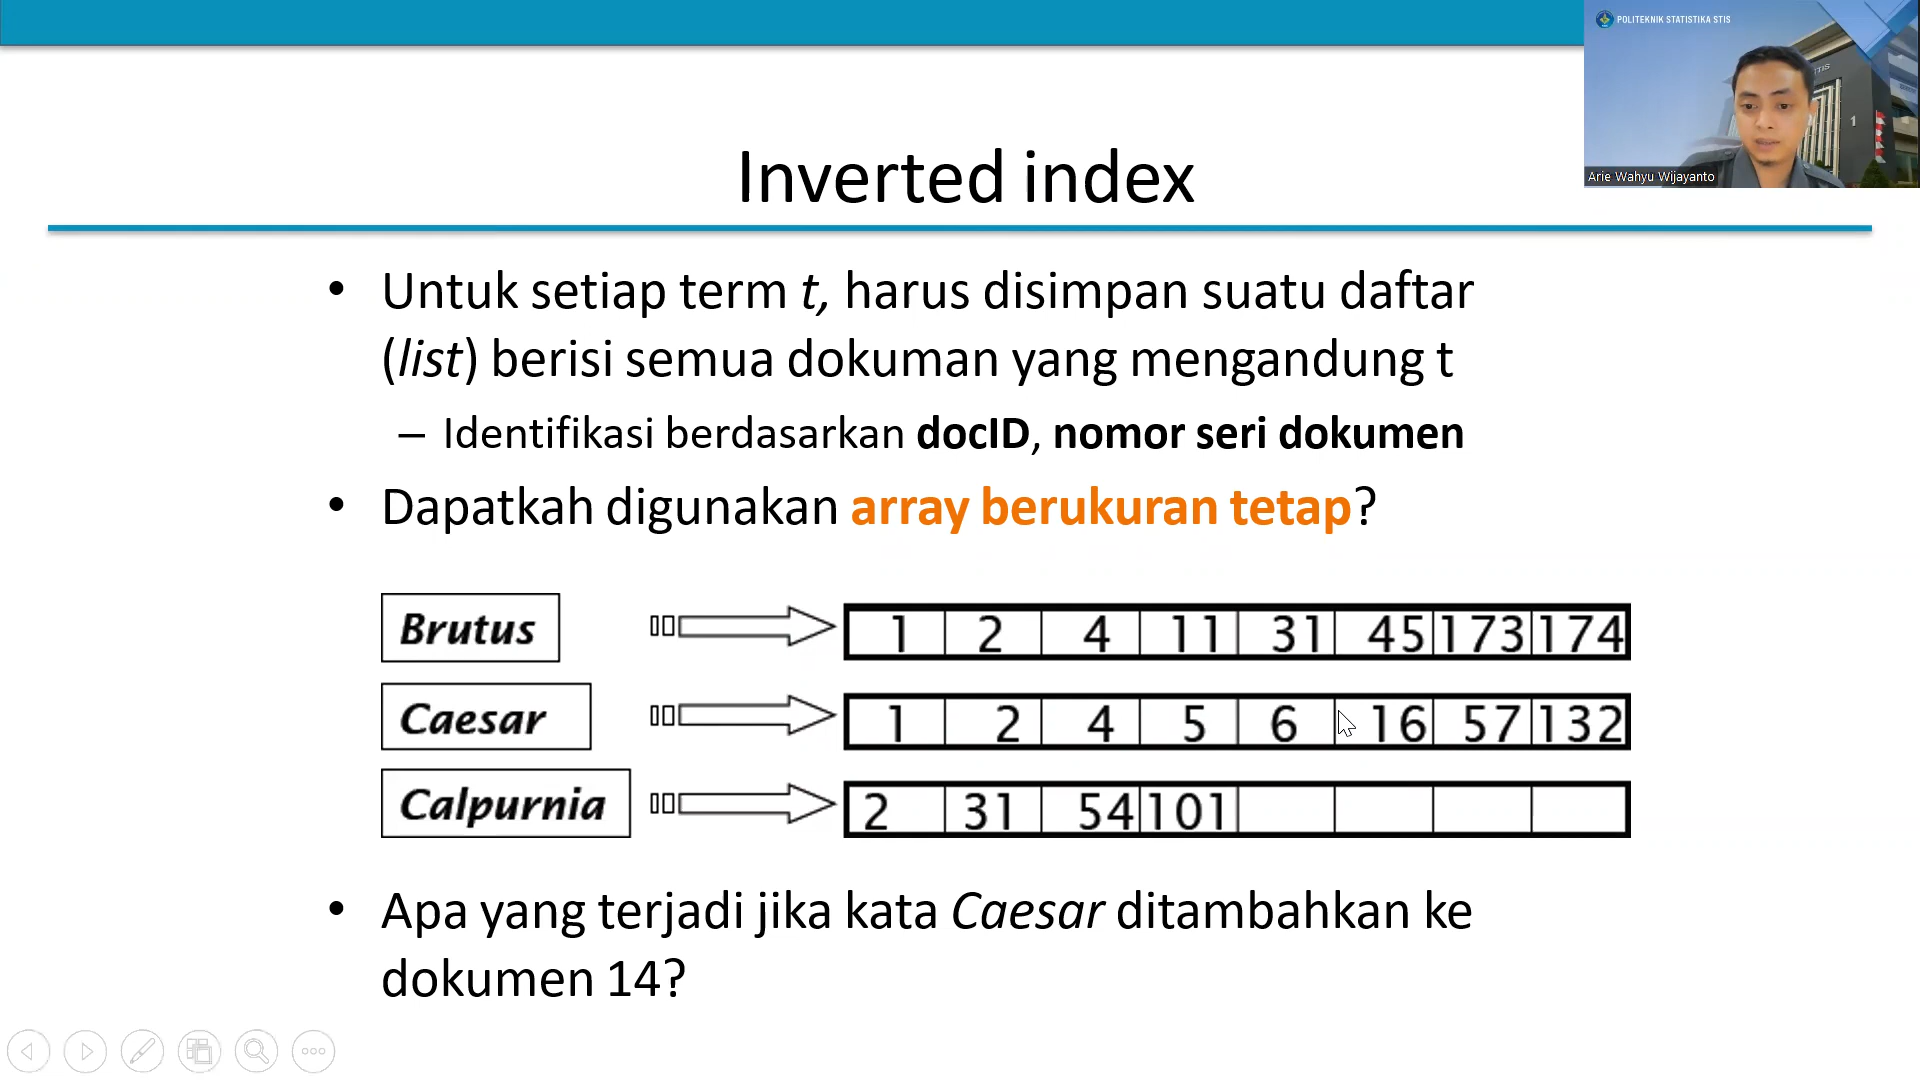 POLITEKNIK STATISTIKA STIS
1
Arie Wahyu Wijayanto
Inverted index
• Untuk setiap term t, harus disimpan suatu daftar
(list) berisi semua dokuman yang mengandung t
– Identifikasi berdasarkan docID, nomor seri dokumen
• Dapatkah digunakan array berukuran tetap?
Brutus 1 2 4 11 31 45 173 174
Caesar 1 2 4 5 6 16 57 132
Calpurnia 2 31 54 101
• Apa yang terjadi jika kata Caesar ditambahkan ke
dokumen 14?